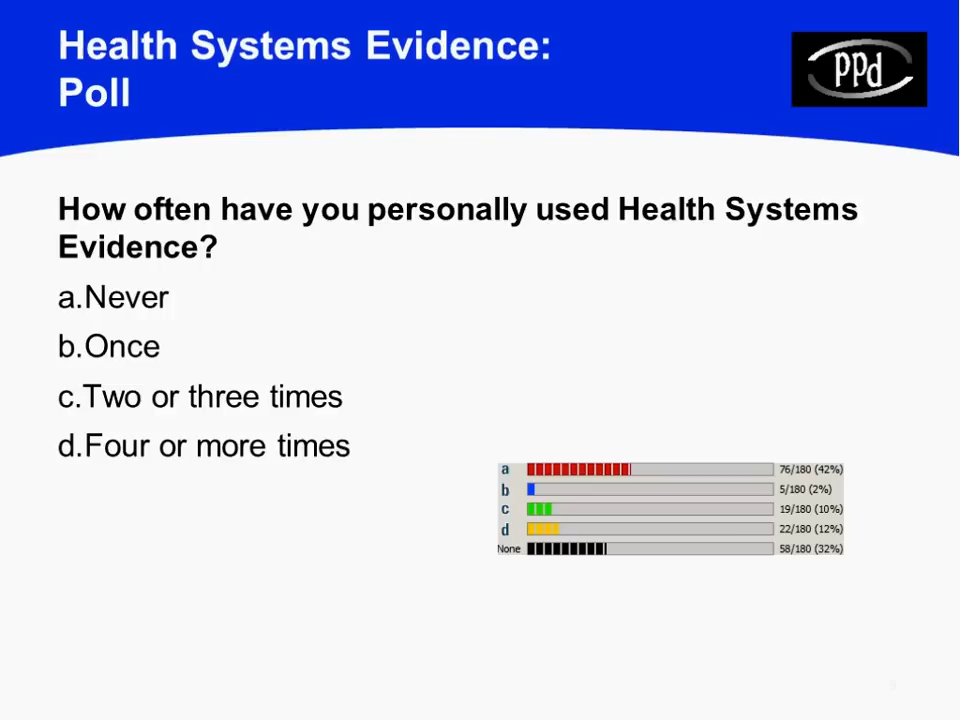 Health Systems Evidence:
Poll
ppd
How often have you personally used Health Systems
Evidence?
a.Never
b.Once
c.Two or three times
d.Four or more times
a 76/180 (42%)
b 5/180 (2%)
c 19/180 (10%)
d 22/180 (12%)
None 58/180 (32%)